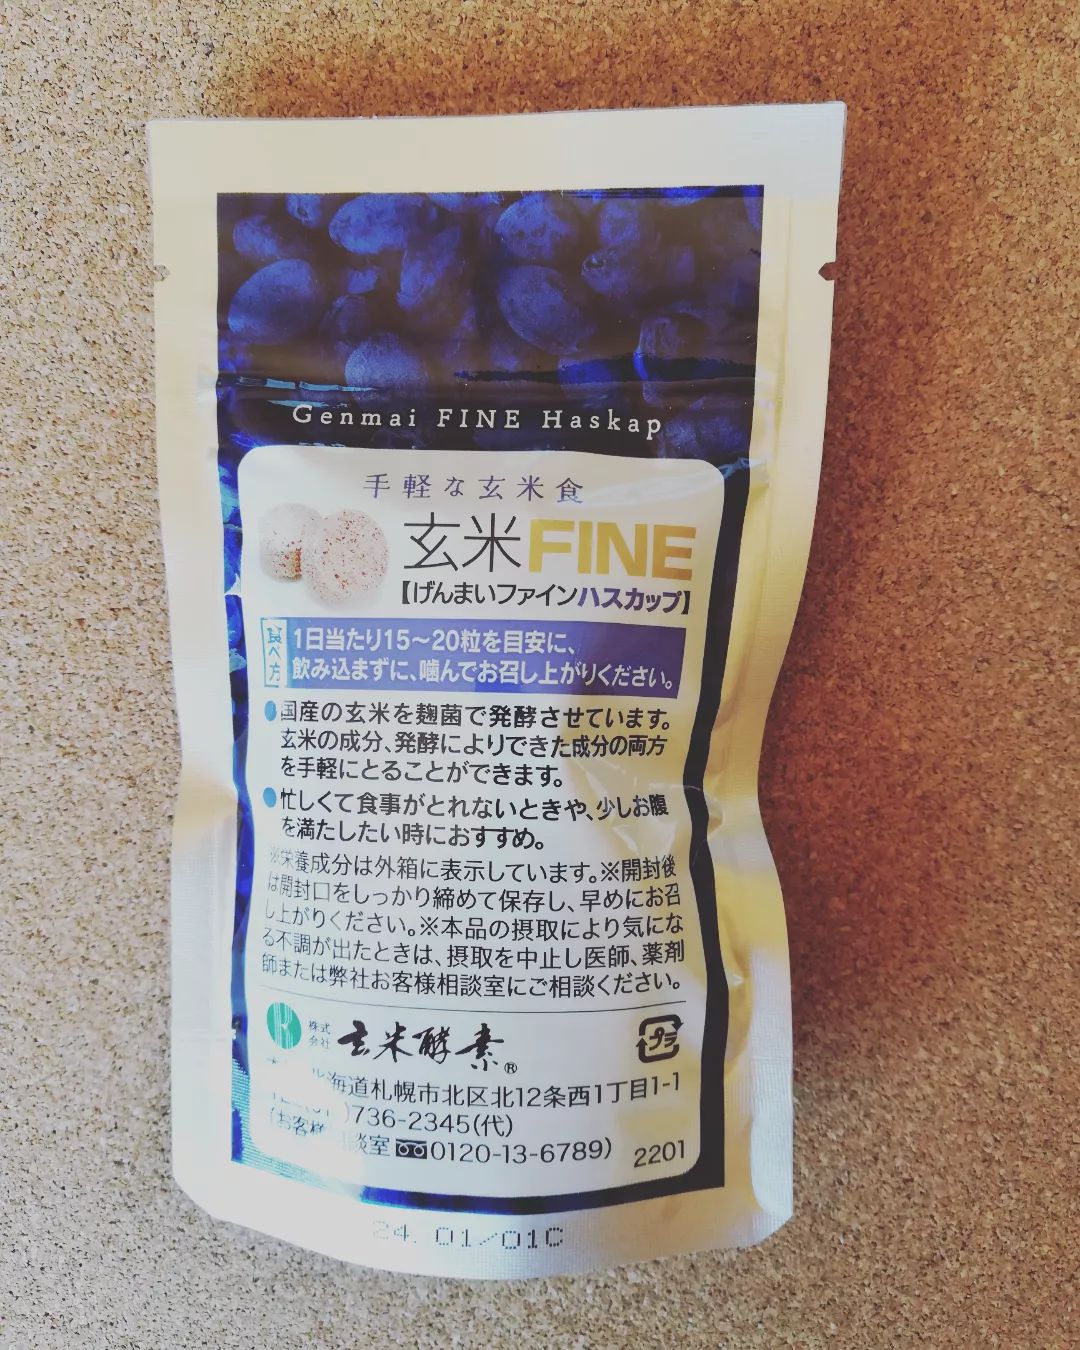 Genmai FINE Haskap
手軽な玄米食
玄米FINE
【げんまいファインハスカップ】
食べ方
1日当たり15〜20粒を目安に、
飲み込まずに、噛んでお召し上がりください。
●国産の玄米を麹菌で発酵させています。
玄米の成分、発酵によりできた成分の両方
を手軽にとることができます。
●忙しくて食事がとれないときや、少しお腹
を満たしたい時におすすめ。
※栄養成分は外箱に表示しています。※開封後
は開封口をしっかり締めて保存し、早めにお召
し上がりください。※本品の摂取により気にな
る不調が出たときは、摂取を中止し医師、薬剤
師または弊社お客様相談室にご相談ください。
株式会社 玄米酵素®
プラ
海道札幌市北区北12条西1丁目1-1
)736-2345(代)
(お客様 談室 0120-13-6789)
2201
24. 01/01C